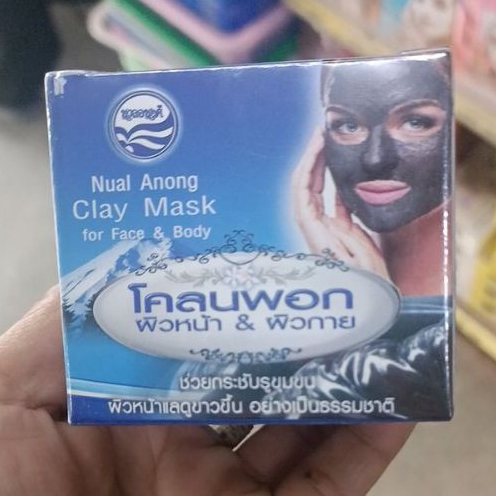 นวลอนงค์
Nual Anong
Clay Mask
for Face & Body
โคลนพอก
ผิวหน้า & ผิวกาย
ช่วยกระชับรูขุมขน
ผิวหน้าแลดูขาวขึ้น อย่างเป็นธรรมชาติ